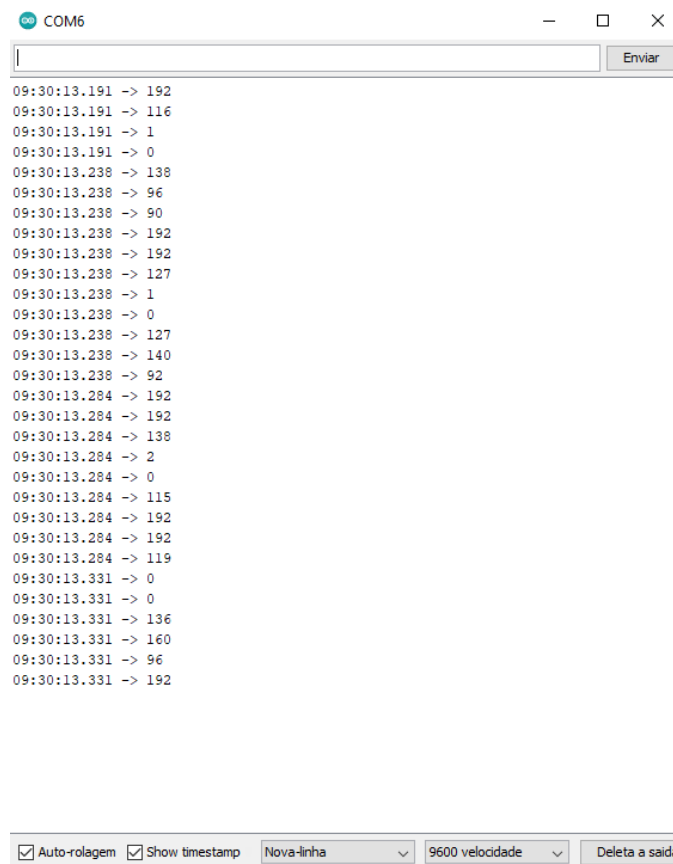 COM6
Enviar
09:30:13.191 -> 192
09:30:13.191 -> 116
09:30:13.191 -> 1
09:30:13.191 -> 0
09:30:13.238 -> 138
09:30:13.238 -> 96
09:30:13.238 -> 90
09:30:13.238 -> 192
09:30:13.238 -> 192
09:30:13.238 -> 127
09:30:13.238 -> 1
09:30:13.238 -> 0
09:30:13.238 -> 127
09:30:13.238 -> 140
09:30:13.238 -> 92
09:30:13.284 -> 192
09:30:13.284 -> 192
09:30:13.284 -> 138
09:30:13.284 -> 2
09:30:13.284 -> 0
09:30:13.284 -> 115
09:30:13.284 -> 192
09:30:13.284 -> 192
09:30:13.284 -> 119
09:30:13.331 -> 0
09:30:13.331 -> 0
09:30:13.331 -> 136
09:30:13.331 -> 160
09:30:13.331 -> 96
09:30:13.331 -> 192
Auto-rolagem Show timestamp Nova-linha 9600 velocidade Deleta a saida